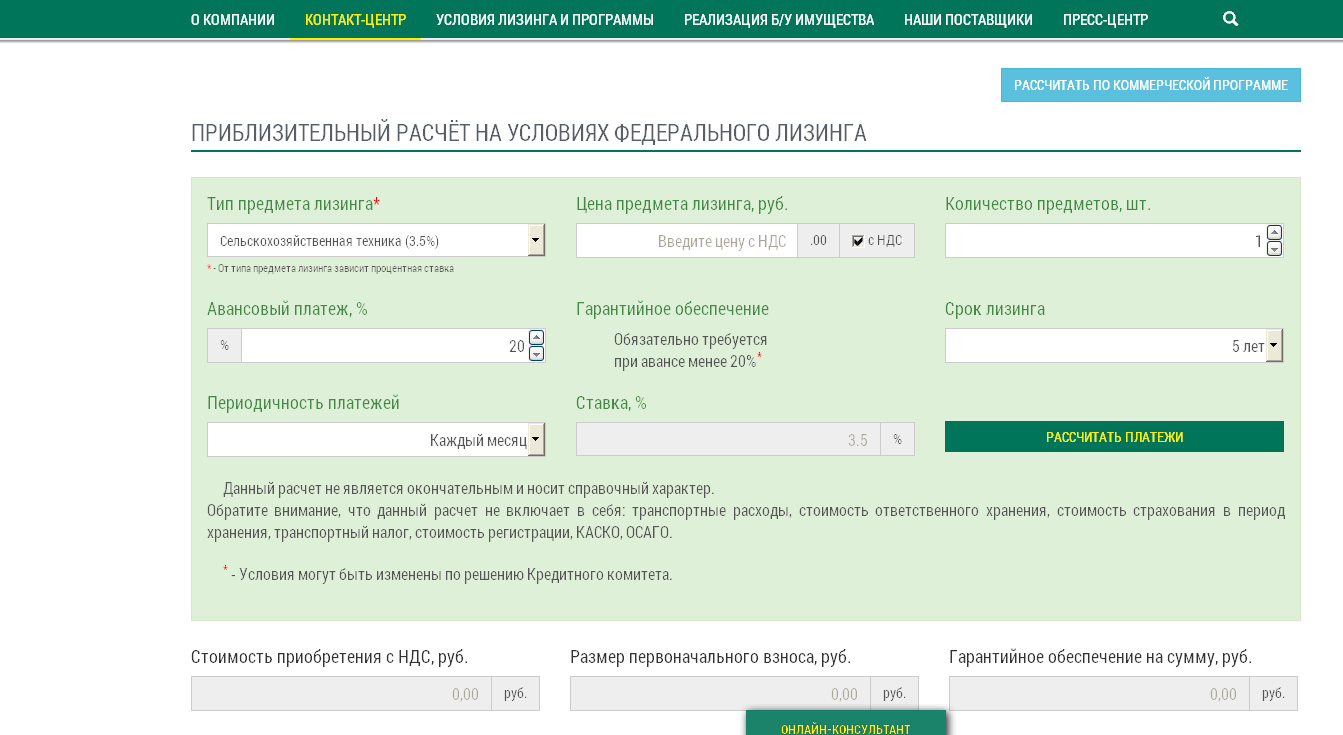 О КОМПАНИИ КОНТАКТ-ЦЕНТР УСЛОВИЯ ЛИЗИНГА И ПРОГРАММЫ РЕАЛИЗАЦИЯ Б/У ИМУЩЕСТВА НАШИ ПОСТАВЩИКИ ПРЕСС-ЦЕНТР
РАССЧИТАТЬ ПО КОММЕРЧЕСКОЙ ПРОГРАММЕ
ПРИБЛИЗИТЕЛЬНЫЙ РАСЧЁТ НА УСЛОВИЯХ ФЕДЕРАЛЬНОГО ЛИЗИНГА
Тип предмета лизинга* Цена предмета лизинга, руб. Количество предметов, шт.
Сельскохозяйственная техника (3.5%) Введите цену с НДС .00 с НДС 1
* - От типа предмета лизинга зависит процентная ставка
Авансовый платеж, % Гарантийное обеспечение Срок лизинга
% 20 Обязательно требуется 5 лет
при авансе менее 20%*
Периодичность платежей Ставка, %
Каждый месяц 3.5 % РАССЧИТАТЬ ПЛАТЕЖИ
Данный расчет не является окончательным и носит справочный характер.
Обратите внимание, что данный расчет не включает в себя: транспортные расходы, стоимость ответственного хранения, стоимость страхования в период
хранения, транспортный налог, стоимость регистрации, КАСКО, ОСАГО.
* - Условия могут быть изменены по решению Кредитного комитета.
Стоимость приобретения с НДС, руб. Размер первоначального взноса, руб. Гарантийное обеспечение на сумму, руб.
0,00 руб. 0,00 руб. 0,00 руб.
ОНЛАЙН-КОНСУЛЬТАНТ